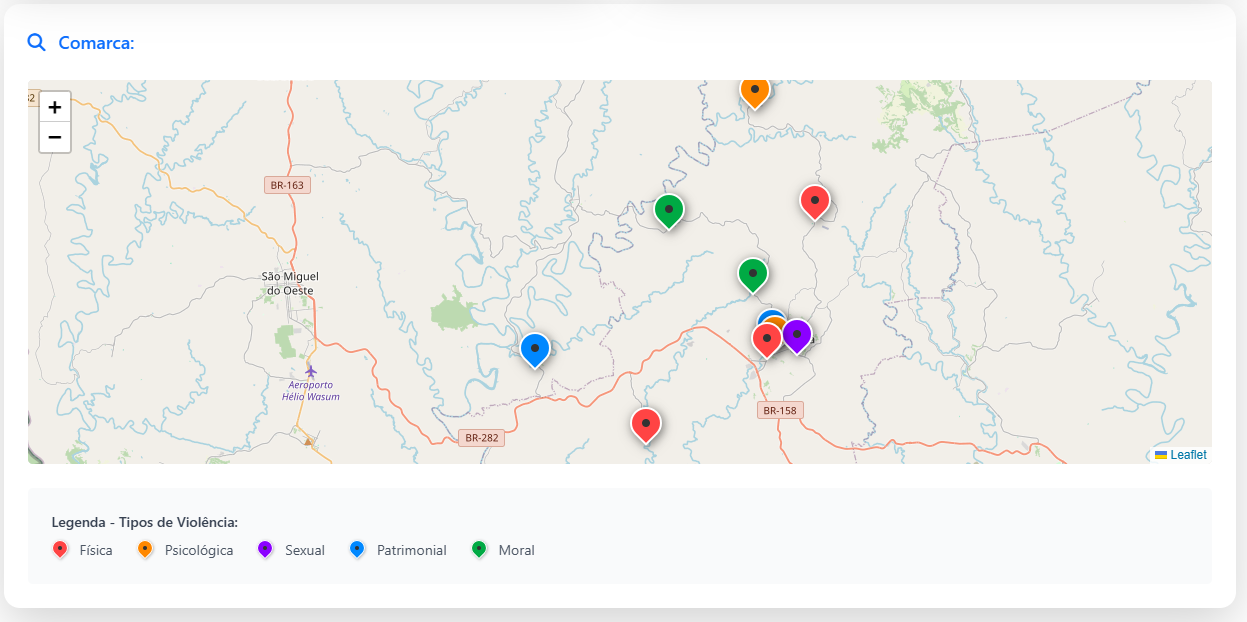 Comarca:
+
−
BR-163
São Miguel
do Oeste
Aeroporto
Hélio Wasum
BR-158
BR-282
Leaflet
Legenda - Tipos de Violência:
Física Psicológica Sexual Patrimonial Moral